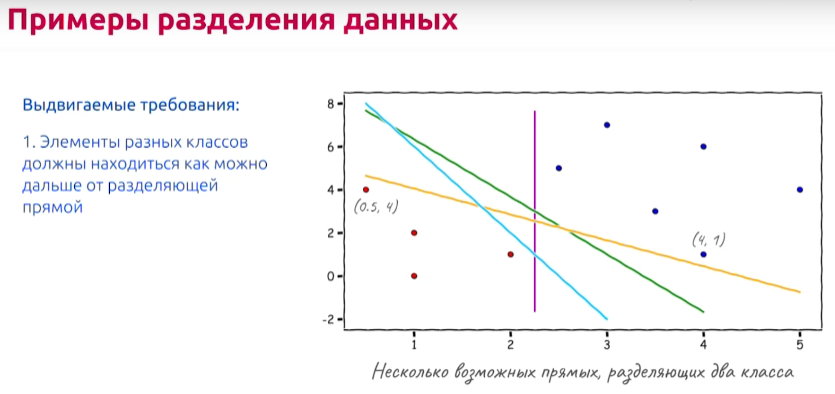 Примеры разделения данных
Выдвигаемые требования:
1. Элементы разных классов
должны находиться как можно
дальше от разделяющей
прямой
8
6
4
2
0
-2
(0.5, 4)
(4, 1)
1 2 3 4 5
Несколько возможных прямых, разделяющих два класса